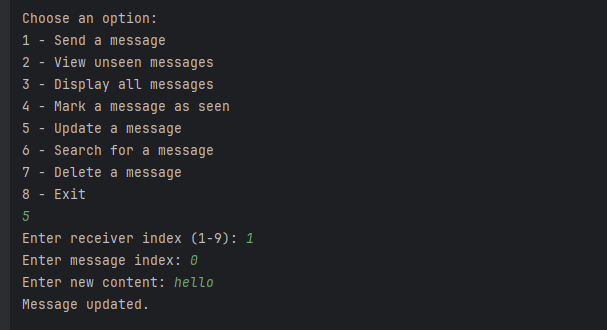 Choose an option:
1 - Send a message
2 - View unseen messages
3 - Display all messages
4 - Mark a message as seen
5 - Update a message
6 - Search for a message
7 - Delete a message
8 - Exit
5
Enter receiver index (1-9): 1
Enter message index: 0
Enter new content: hello
Message updated.